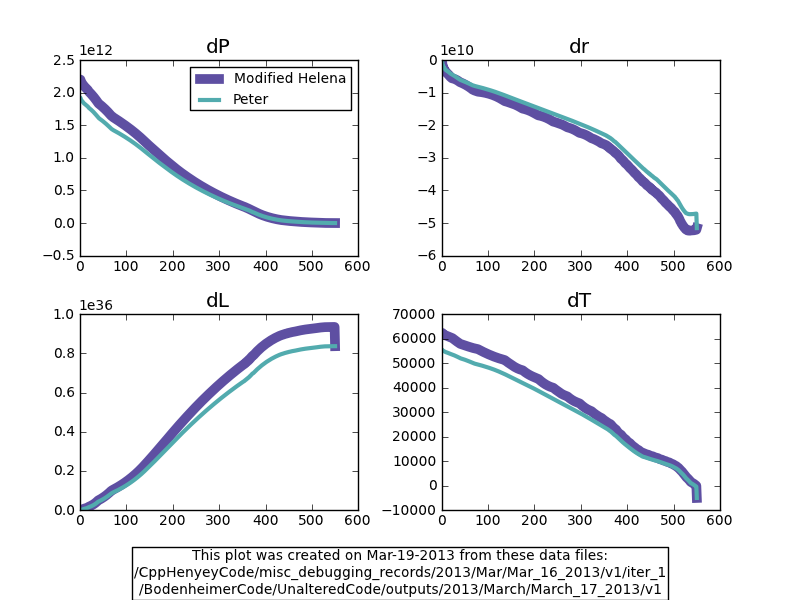 dP
1e12
2.5
2.0
1.5
1.0
0.5
0.0
−0.5
0 100 200 300 400 500 600
Modified Helena
Peter
dr
1e10
0
−1
−2
−3
−4
−5
−6
0 100 200 300 400 500 600
dL
1e36
1.0
0.8
0.6
0.4
0.2
0.0
0 100 200 300 400 500 600
dT
70000
60000
50000
40000
30000
20000
10000
0
−10000
0 100 200 300 400 500 600
This plot was created on Mar-19-2013 from these data files:
/CppHenyeyCode/misc_debugging_records/2013/Mar/Mar_16_2013/v1/iter_1
/BodenheimerCode/UnalteredCode/outputs/2013/March/March_17_2013/v1